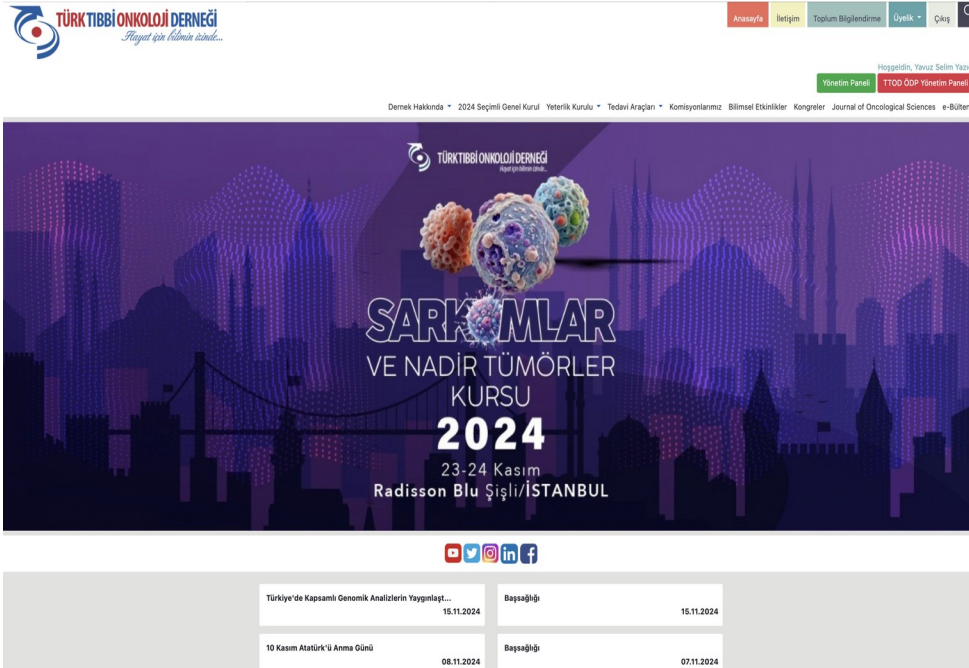 TÜRK TIBBİ ONKOLOJİ DERNEĞİ
Hayat için bilimin izinde...
Anasayfa İletişim Toplum Bilgilendirme Üyelik Çıkış
Hoşgeldin, Yavuz Selim Yazı
Yönetim Paneli TTOD ÖDP Yönetim Paneli
Dernek Hakkında 2024 Seçimli Genel Kurul Yeterlik Kurulu Tedavi Araçları Komisyonlarımız Bilimsel Etkinlikler Kongreler Journal of Oncological Sciences e-Bülten
TÜRK TIBBİ ONKOLOJİ DERNEĞİ
Hayat için bilimin izinde...
SARKOMLAR
VE NADİR TÜMÖRLER
KURSU
2024
23-24 Kasım
Radisson Blu Şişli/İSTANBUL
Türkiye'de Kapsamlı Genomik Analizlerin Yaygınlaşt...
15.11.2024
Başsağlığı
15.11.2024
10 Kasım Atatürk'ü Anma Günü
08.11.2024
Başsağlığı
07.11.2024